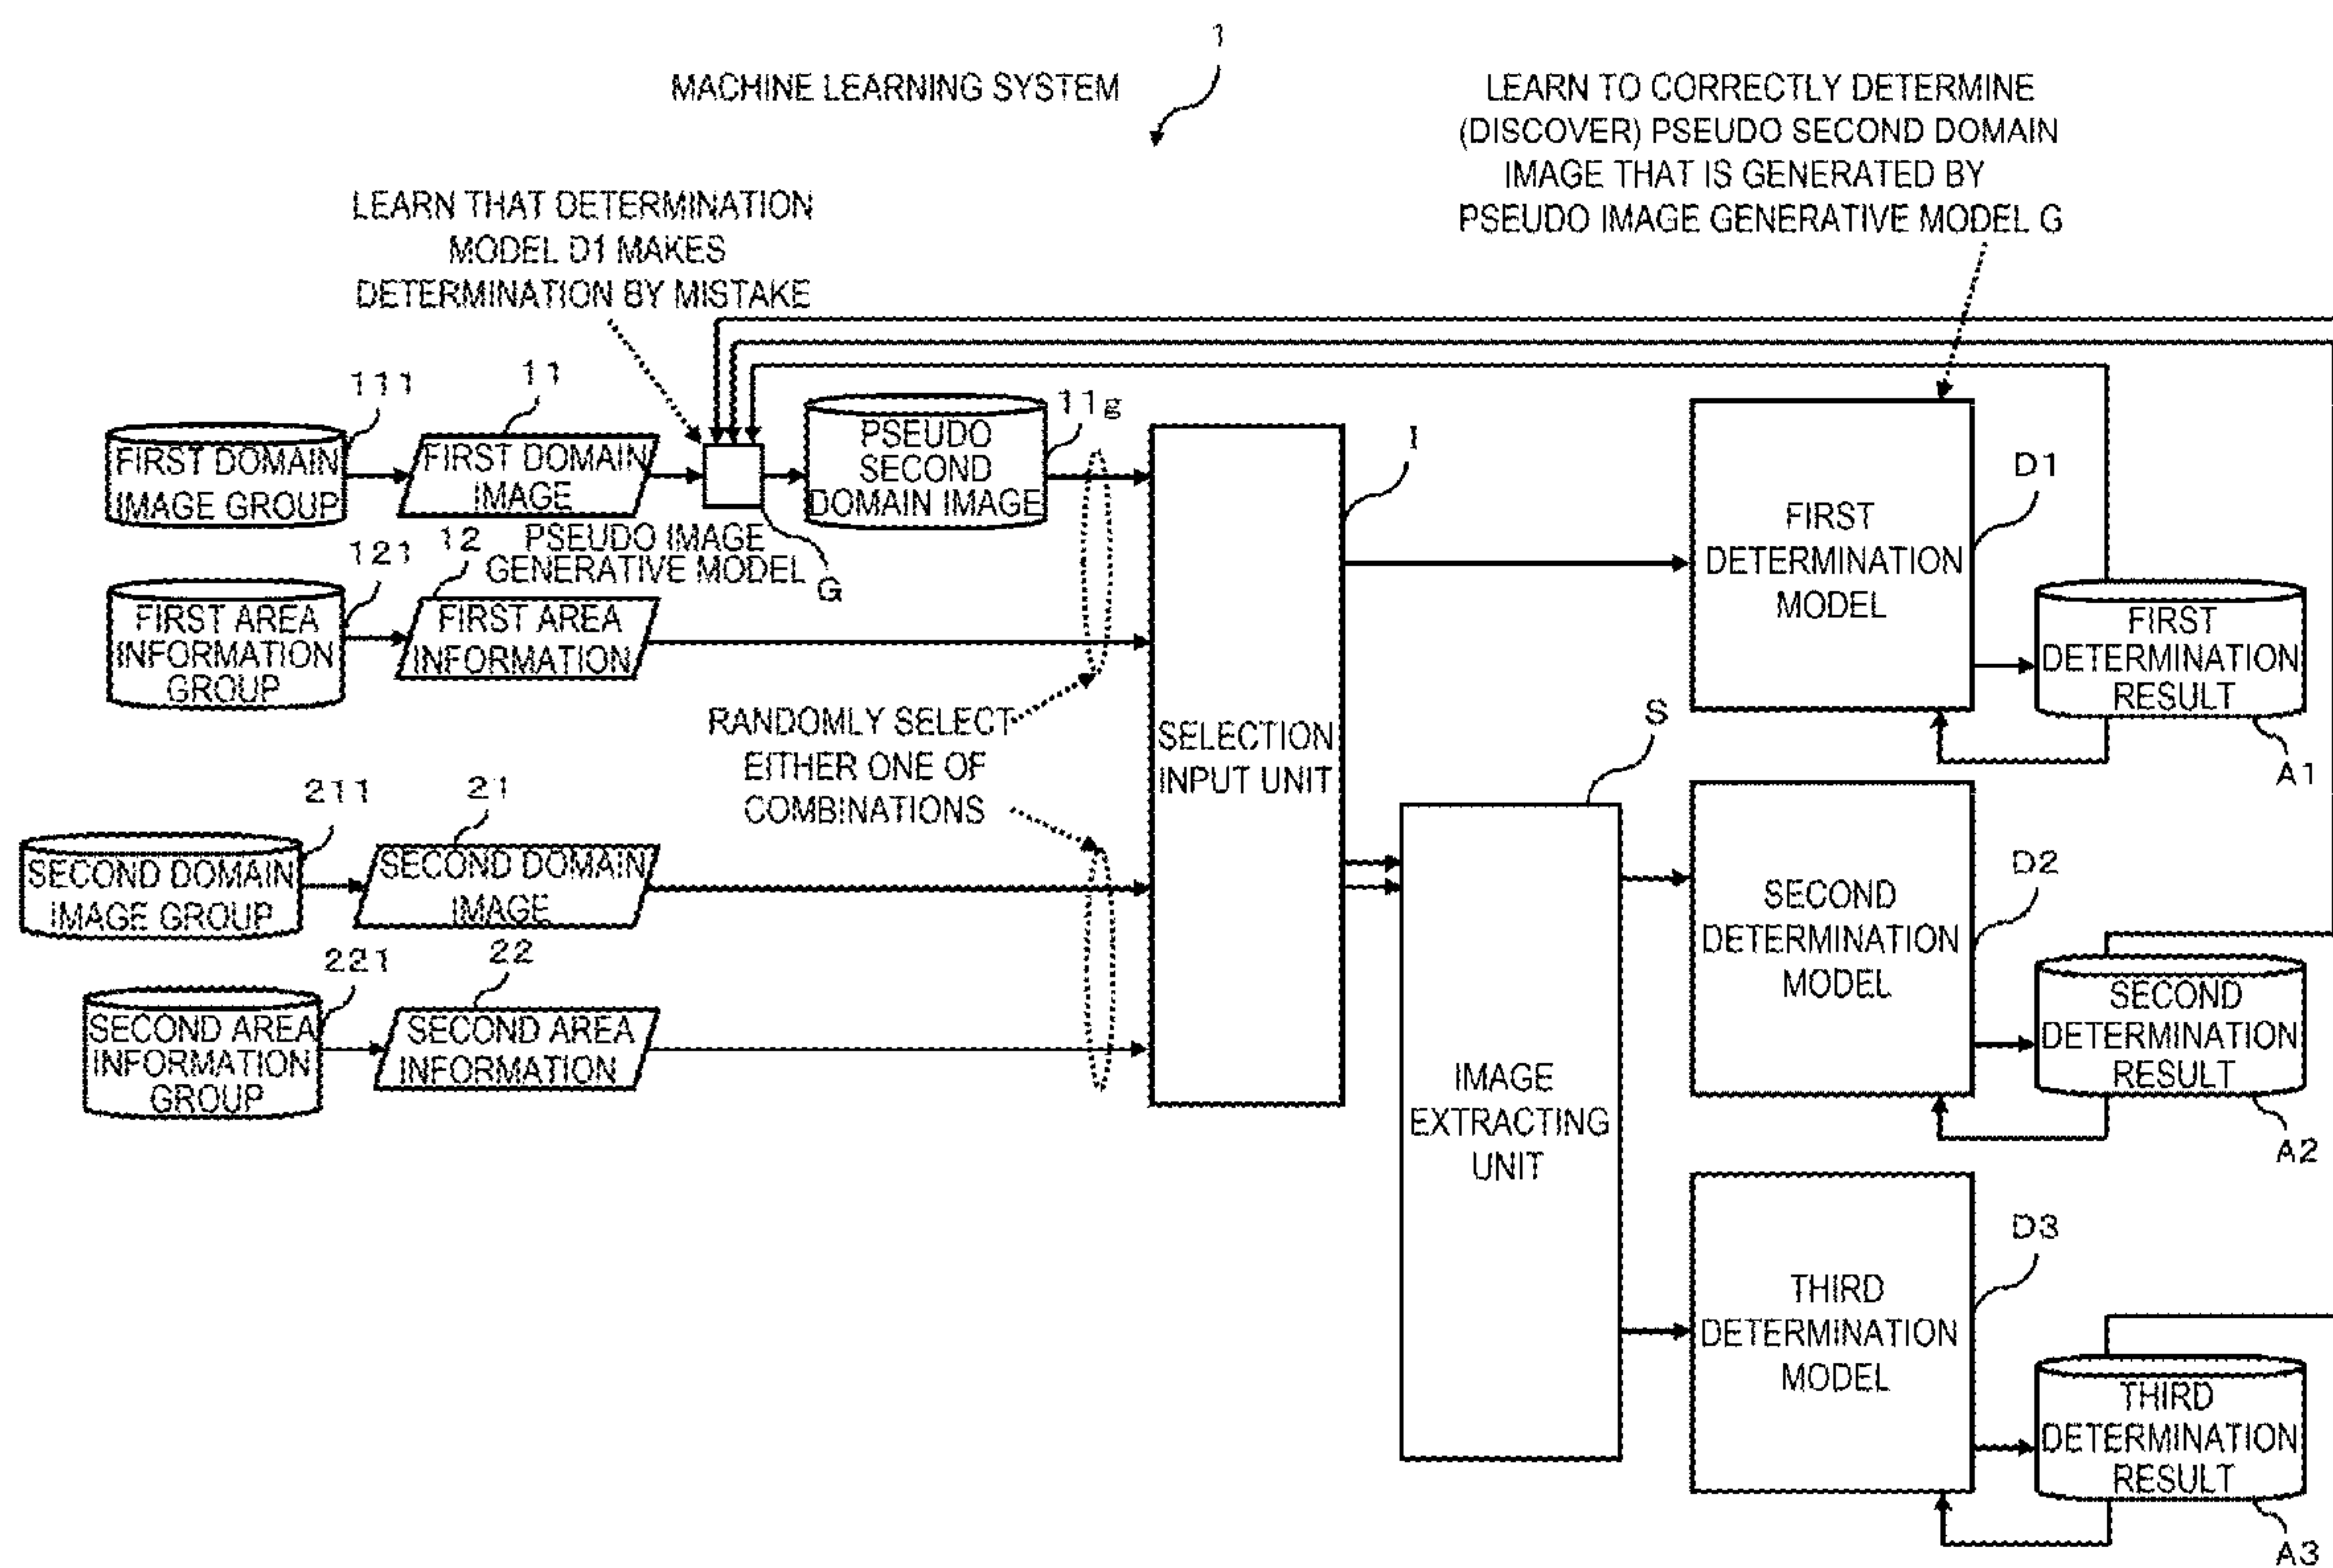 1
MACHINE LEARNING SYSTEM
LEARN TO CORRECTLY DETERMINE
(DISCOVER) PSEUDO SECOND DOMAIN
IMAGE THAT IS GENERATED BY
PSEUDO IMAGE GENERATIVE MODEL G
LEARN THAT DETERMINATION
MODEL D1 MAKES
DETERMINATION BY MISTAKE
111
FIRST DOMAIN
IMAGE GROUP
11
FIRST DOMAIN
IMAGE
PSEUDO IMAGE
GENERATIVE MODEL
G
11g
PSEUDO
SECOND
DOMAIN IMAGE
121
FIRST AREA
INFORMATION
GROUP
12
FIRST AREA
INFORMATION
RANDOMLY SELECT
EITHER ONE OF
COMBINATIONS
211
SECOND DOMAIN
IMAGE GROUP
21
SECOND DOMAIN
IMAGE
221
SECOND AREA
INFORMATION
GROUP
22
SECOND AREA
INFORMATION
I
SELECTION
INPUT UNIT
S
IMAGE
EXTRACTING
UNIT
D1
FIRST
DETERMINATION
MODEL
FIRST
DETERMINATION
RESULT
A1
D2
SECOND
DETERMINATION
MODEL
SECOND
DETERMINATION
RESULT
A2
D3
THIRD
DETERMINATION
MODEL
THIRD
DETERMINATION
RESULT
A3